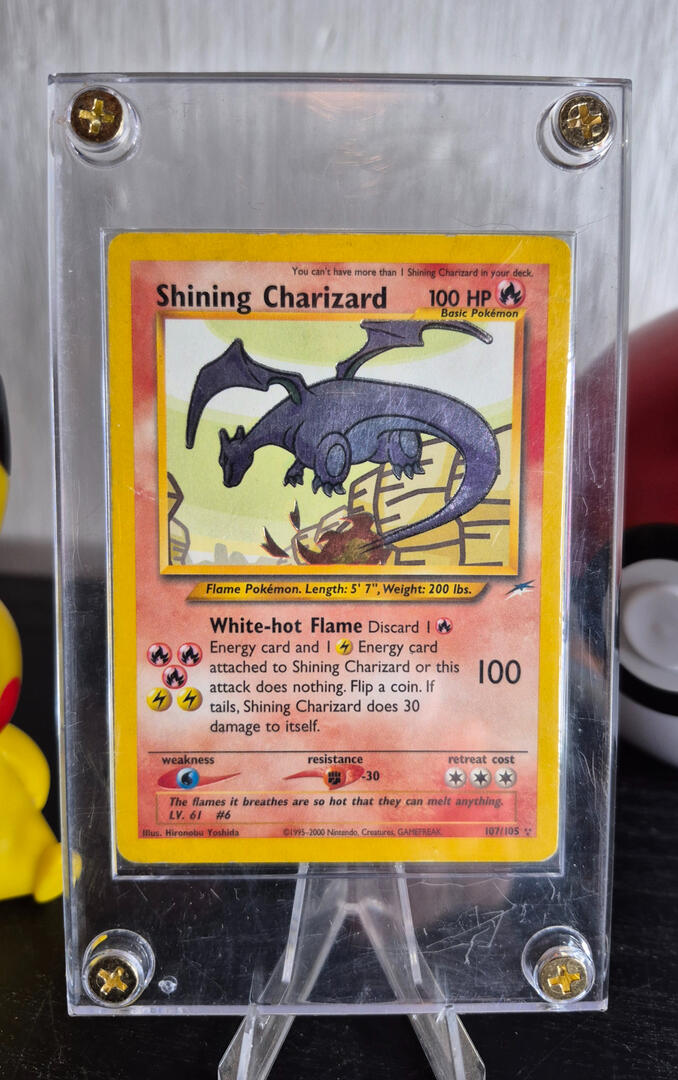 You can't have more than 1 Shining Charizard in your deck.
Shining Charizard 100 HP
Basic Pokémon
Flame Pokémon. Length: 5' 7", Weight: 200 lbs.
White-hot Flame Discard 1
Energy card and 1 Energy card
attached to Shining Charizard or this
attack does nothing. Flip a coin. If
tails, Shining Charizard does 30
damage to itself.
100
weakness resistance retreat cost
-30
The flames it breathes are so hot that they can melt anything.
LV. 61 #6
Illus. Hironobu Yoshida ©1995-2000 Nintendo, Creatures, GAMEFREAK. 107/105